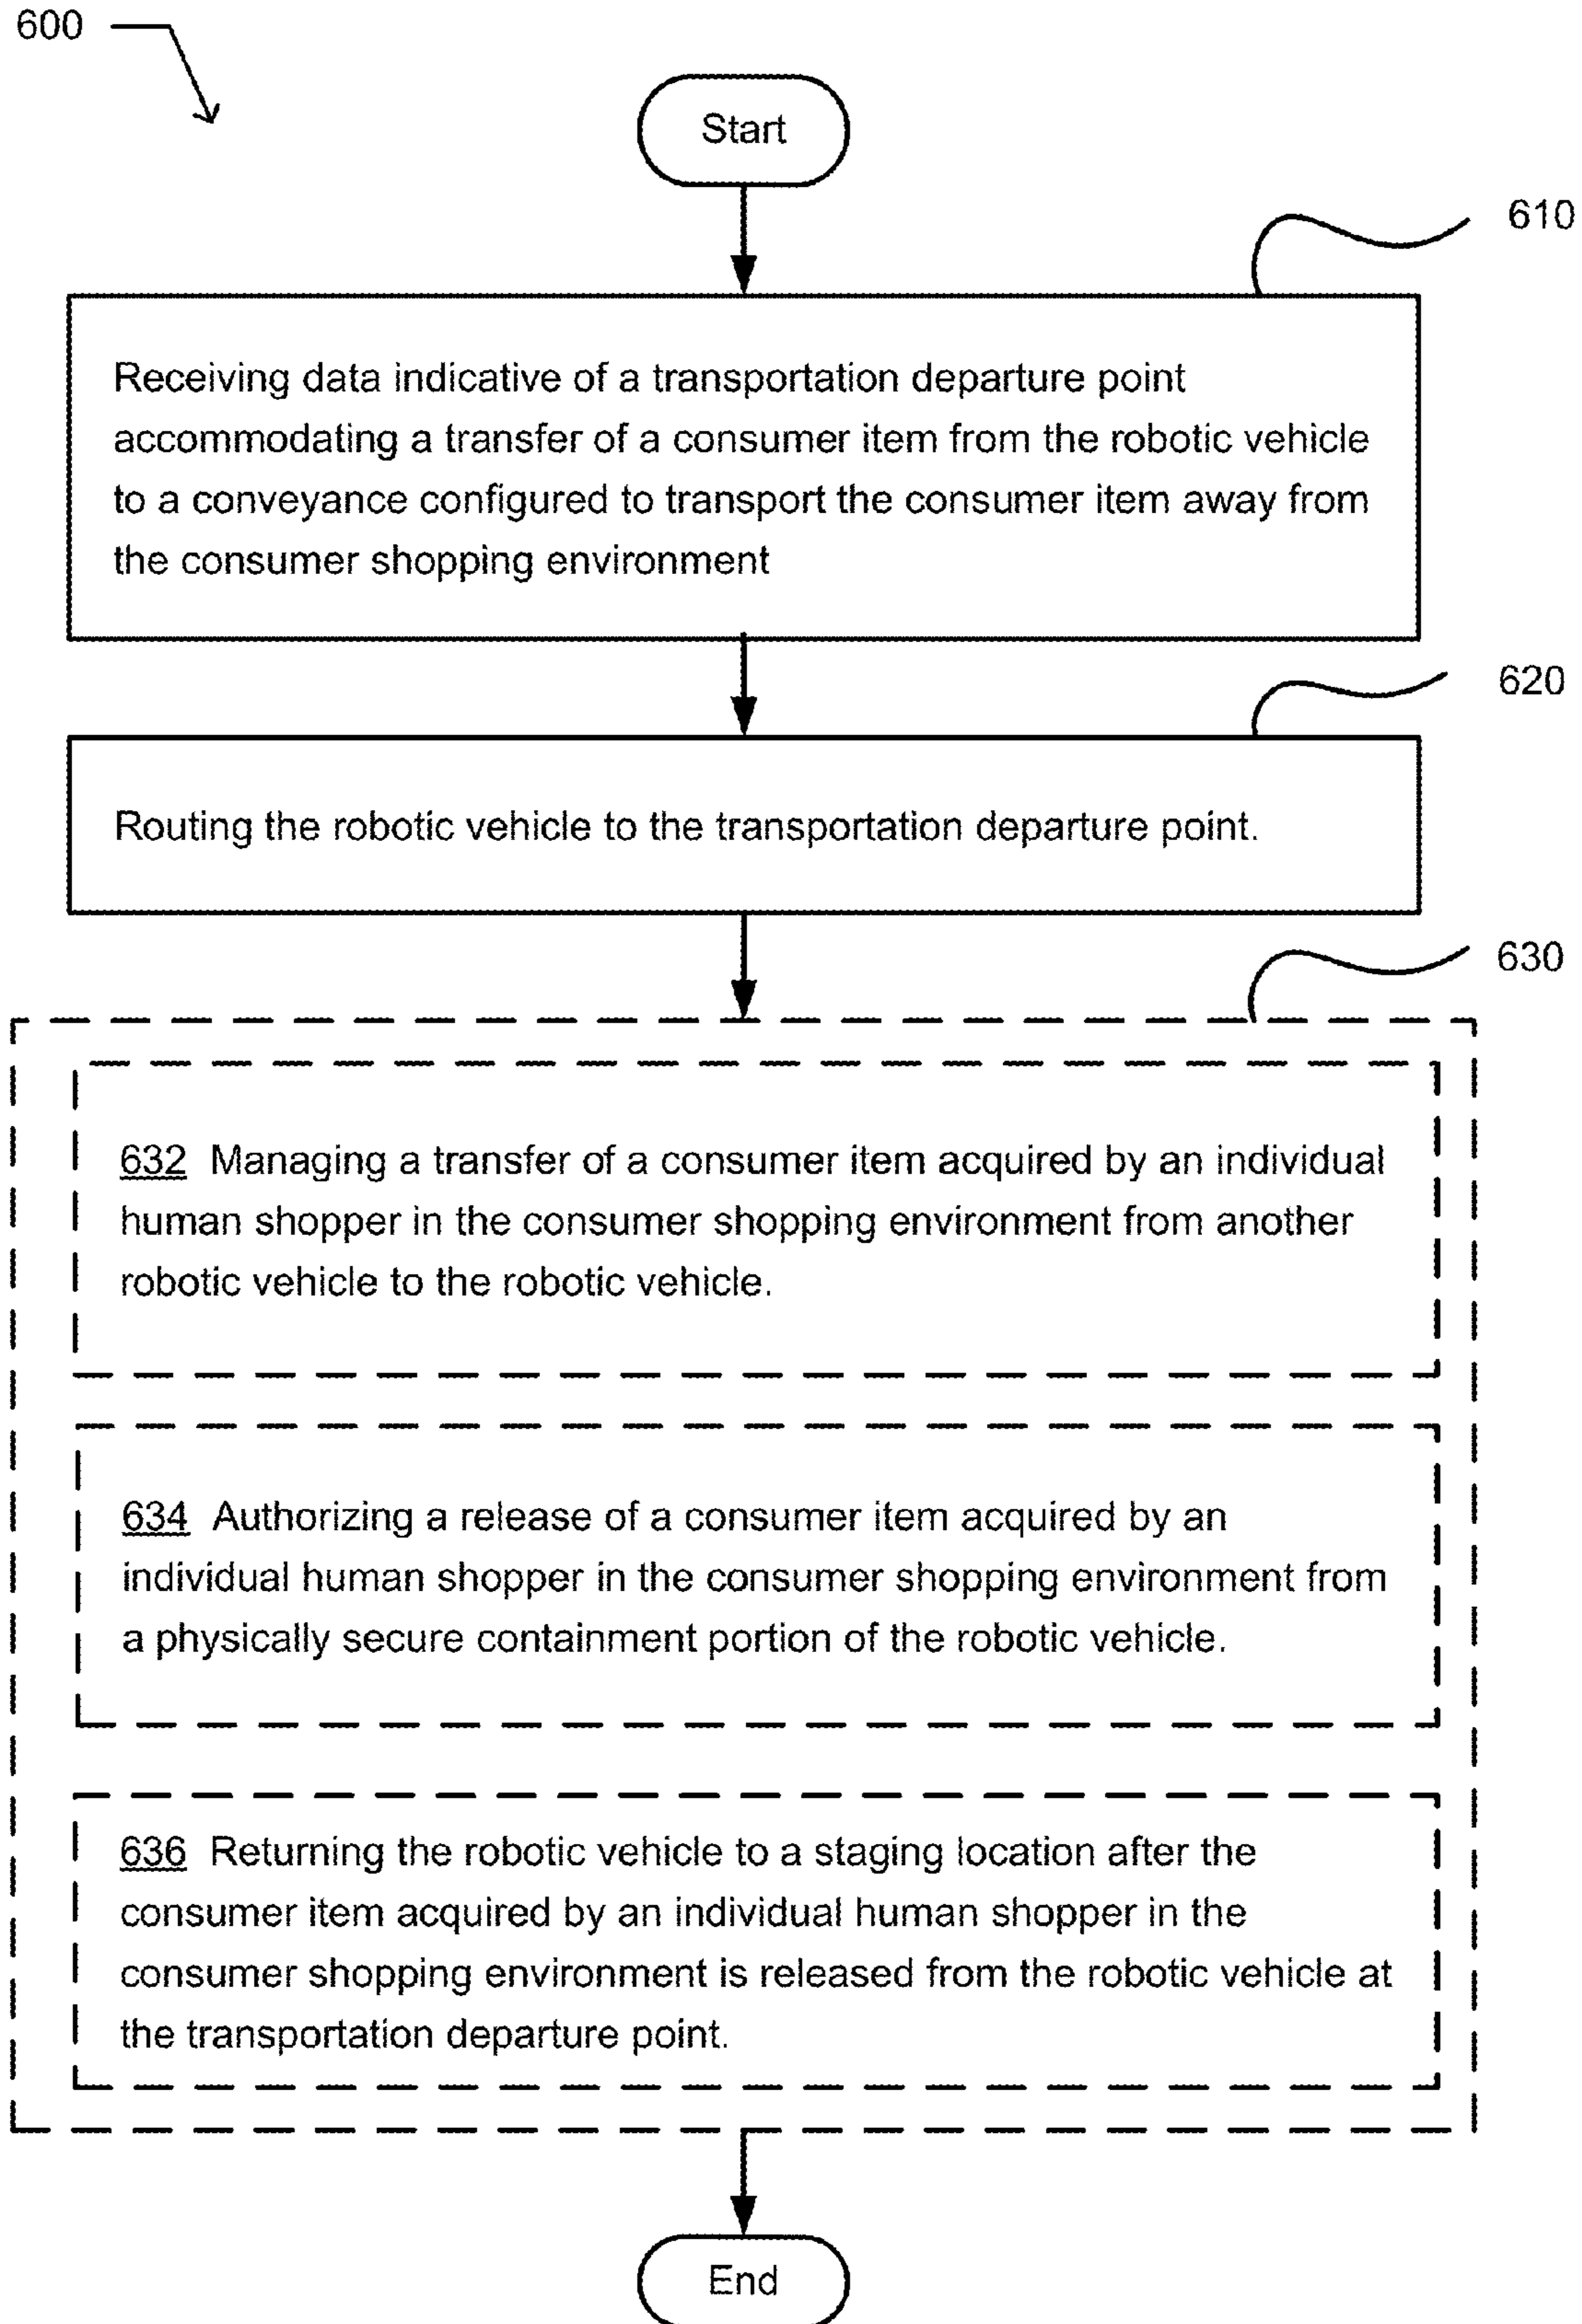 600
Start
610
Receiving data indicative of a transportation departure point
accommodating a transfer of a consumer item from the robotic vehicle
to a conveyance configured to transport the consumer item away from
the consumer shopping environment
620
Routing the robotic vehicle to the transportation departure point.
630
632 Managing a transfer of a consumer item acquired by an individual
human shopper in the consumer shopping environment from another
robotic vehicle to the robotic vehicle.
634 Authorizing a release of a consumer item acquired by an
individual human shopper in the consumer shopping environment from
a physically secure containment portion of the robotic vehicle.
636 Returning the robotic vehicle to a staging location after the
consumer item acquired by an individual human shopper in the
consumer shopping environment is released from the robotic vehicle at
the transportation departure point.
End